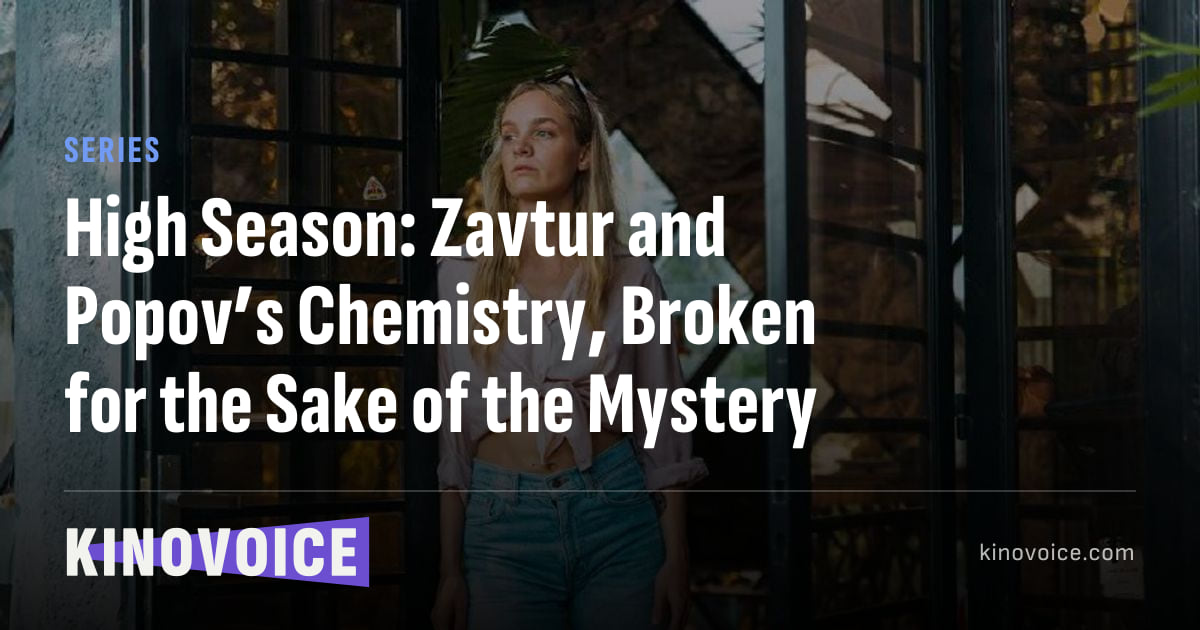 SERIES
High Season: Zavtur and
Popov’s Chemistry, Broken
for the Sake of the Mystery
KINOVOICE
kinovoice.com